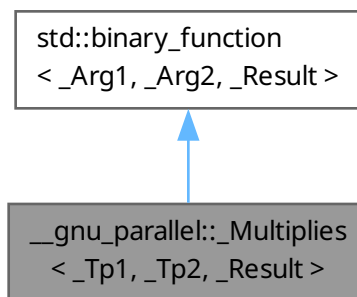 std::binary_function
< _Arg1, _Arg2, _Result >
__gnu_parallel::_Multiplies
< _Tp1, _Tp2, _Result >